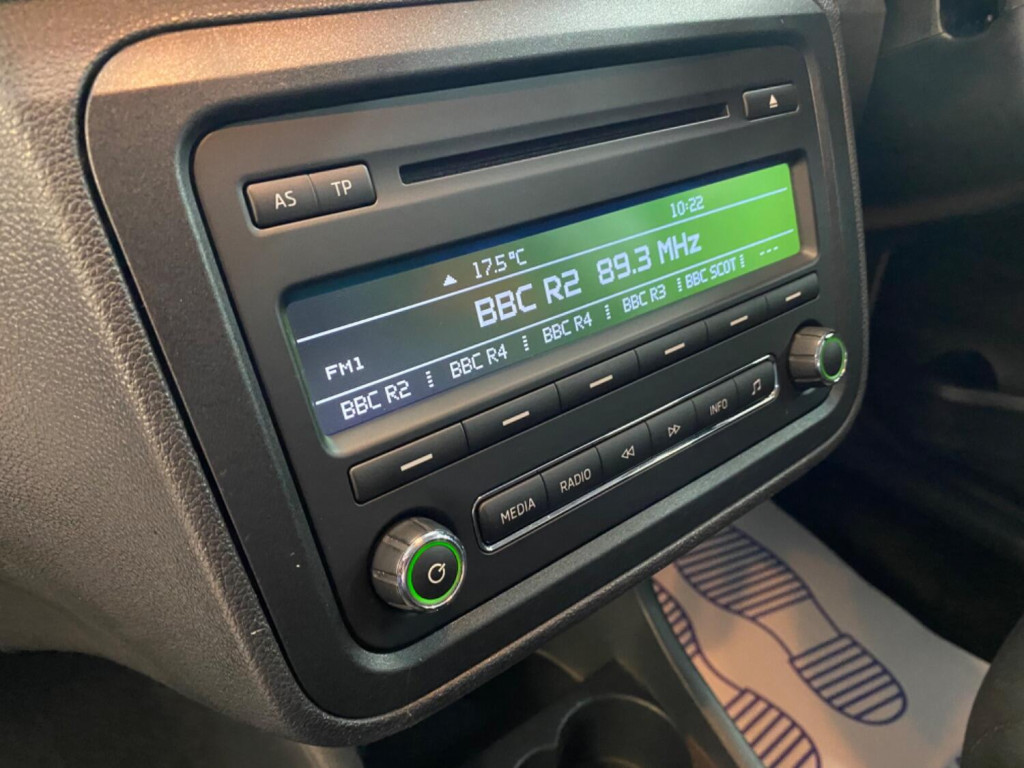 AS TP
17.5°C 10:22
BBC R2 89.3 MHz
FM1
BBC R2 BBC R4 BBC R4 BBC R3 BBC SCOT ---
MEDIA RADIO INFO